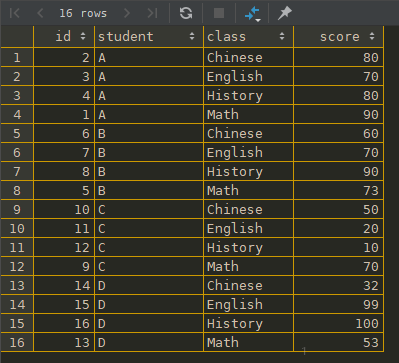 16 rows
id student class score
1 2 A Chinese 80
2 3 A English 70
3 4 A History 80
4 1 A Math 90
5 6 B Chinese 60
6 7 B English 70
7 8 B History 90
8 5 B Math 73
9 10 C Chinese 50
10 11 C English 20
11 12 C History 10
12 9 C Math 70
13 14 D Chinese 32
14 15 D English 99
15 16 D History 100
16 13 D Math 53